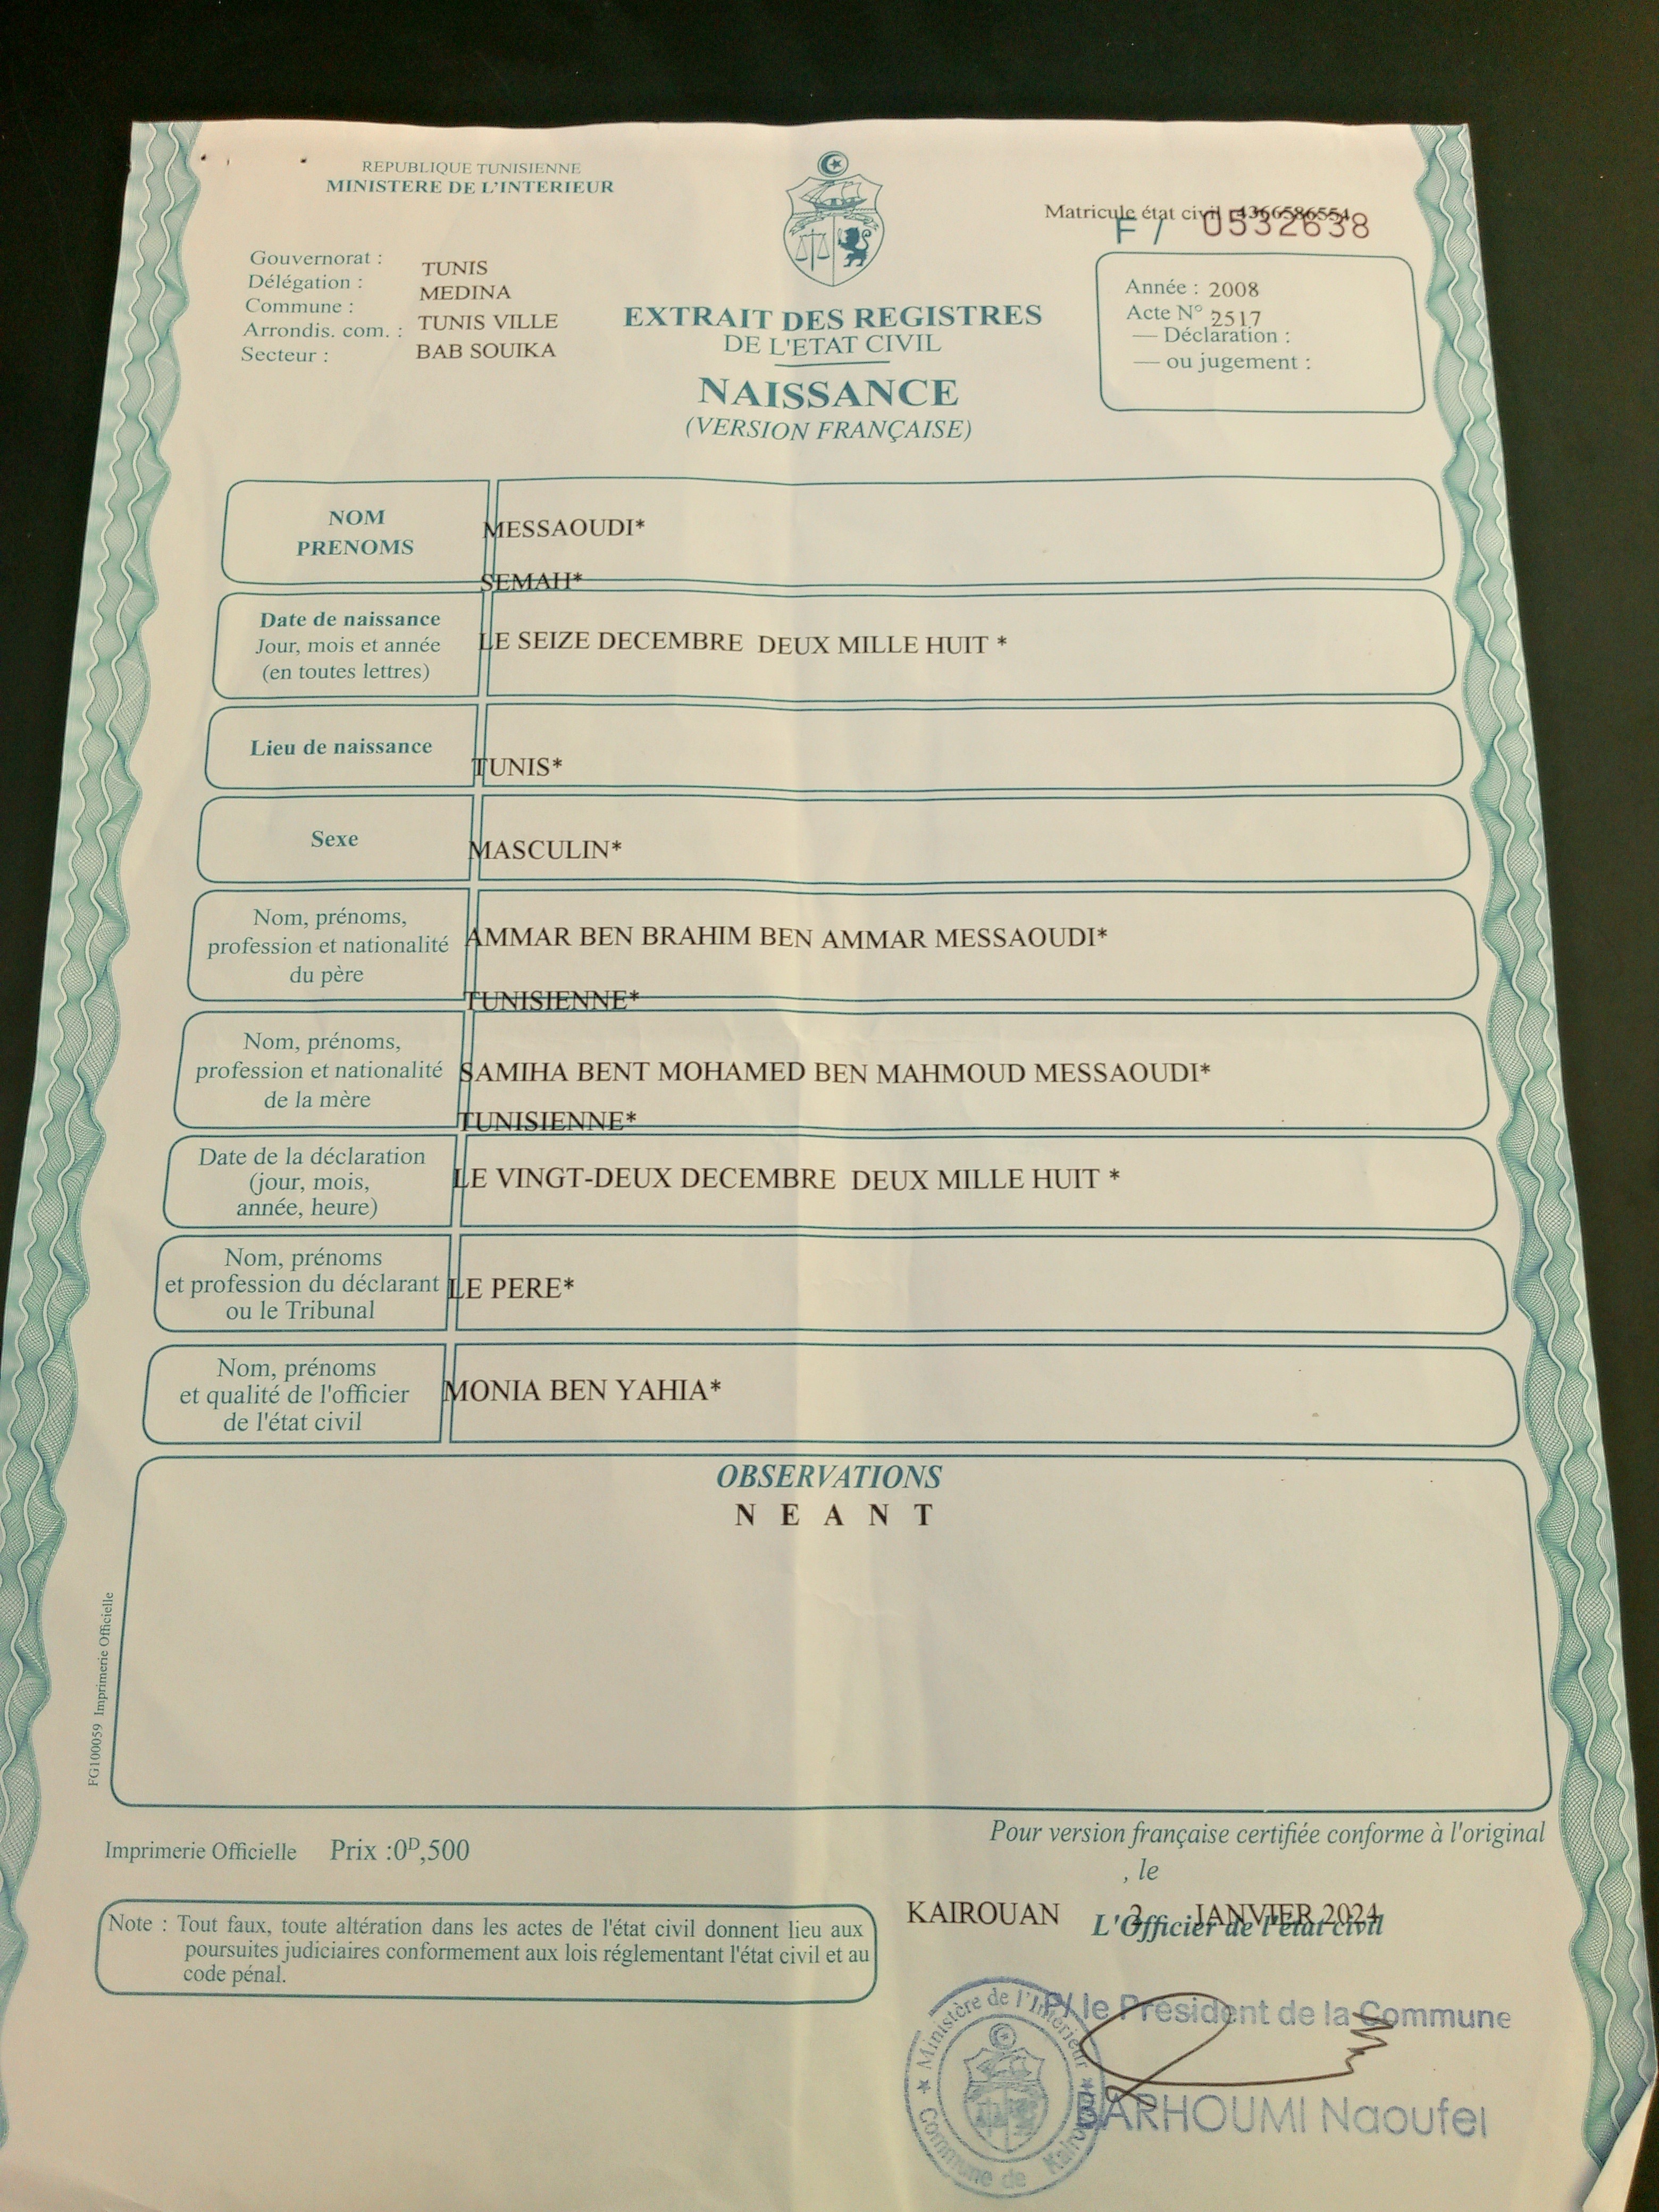 REPUBLIQUE TUNISIENNE
MINISTERE DE L'INTERIEUR
Matricule état civil 4366586554
F / 0532638
Gouvernorat : TUNIS
Délégation : MEDINA
Commune : TUNIS VILLE
Arrondis. com. :
Secteur : BAB SOUIKA
EXTRAIT DES REGISTRES
DE L'ETAT CIVIL
NAISSANCE
(VERSION FRANÇAISE)
Année : 2008
Acte N° 2517
— Déclaration :
— ou jugement :
NOM
PRENOMS
MESSAOUDI*
SEMAH*
Date de naissance
Jour, mois et année
(en toutes lettres)
LE SEIZE DECEMBRE DEUX MILLE HUIT *
Lieu de naissance
TUNIS*
Sexe
MASCULIN*
Nom, prénoms,
profession et nationalité
du père
AMMAR BEN BRAHIM BEN AMMAR MESSAOUDI*
TUNISIENNE*
Nom, prénoms,
profession et nationalité
de la mère
SAMIHA BENT MOHAMED BEN MAHMOUD MESSAOUDI*
TUNISIENNE*
Date de la déclaration
(jour, mois,
année, heure)
LE VINGT-DEUX DECEMBRE DEUX MILLE HUIT *
Nom, prénoms
et profession du déclarant
ou le Tribunal
LE PERE*
Nom, prénoms
et qualité de l'officier
de l'état civil
MONIA BEN YAHIA*
OBSERVATIONS
N E A N T
FG100059 Imprimerie Officielle
Imprimerie Officielle Prix :0D,500
Pour version française certifiée conforme à l'original
, le
KAIROUAN 2 JANVIER 2024
L'Officier de l'état civil
Note : Tout faux, toute altération dans les actes de l'état civil donnent lieu aux
poursuites judiciaires conformement aux lois réglementant l'état civil et au
code pénal.
P/ le Président de la Commune
BARHOUMI Naoufel
Ministère de l'Intérieur
Commune de Kairouan